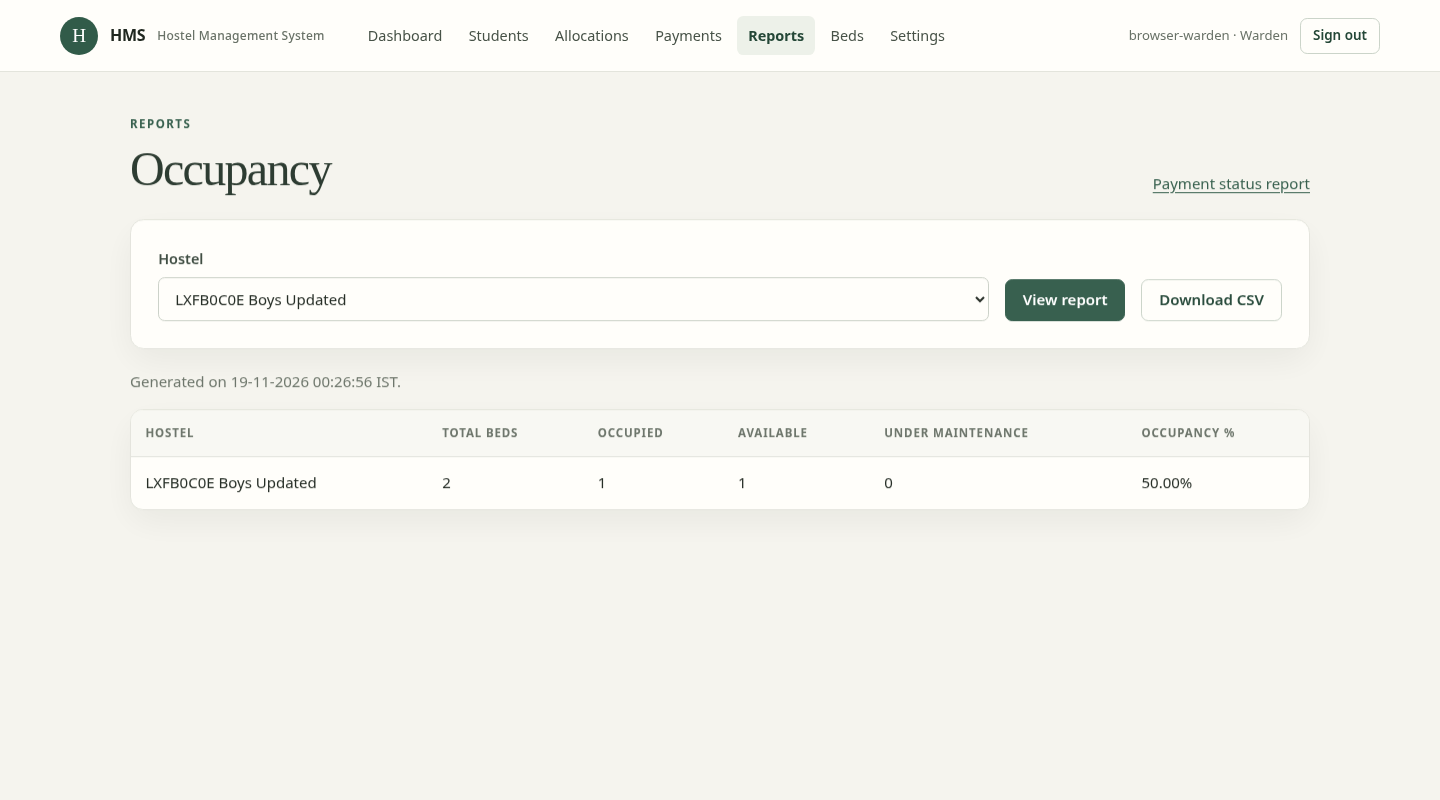 H HMS Hostel Management System Dashboard Students Allocations Payments Reports Beds Settings browser-warden · Warden Sign out
REPORTS
Occupancy
Payment status report
Hostel
LXFB0C0E Boys Updated View report Download CSV
Generated on 19-11-2026 00:26:56 IST.
HOSTEL TOTAL BEDS OCCUPIED AVAILABLE UNDER MAINTENANCE OCCUPANCY %
LXFB0C0E Boys Updated 2 1 1 0 50.00%